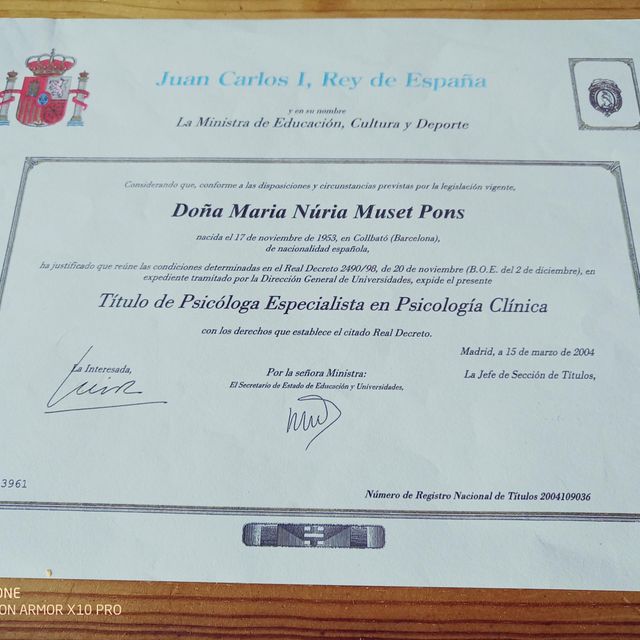 Juan Carlos I, Rey de España
y en su nombre
La Ministra de Educación, Cultura y Deporte
Considerando que, conforme a las disposiciones y circunstancias previstas por la legislación vigente,
Doña Maria Núria Muset Pons
nacida el 17 de noviembre de 1953, en Collbató (Barcelona),
de nacionalidad española,
ha justificado que reúne las condiciones determinadas en el Real Decreto 2490/98, de 20 de noviembre (B.O.E. del 2 de diciembre), en
expediente tramitado por la Dirección General de Universidades, expide el presente
Título de Psicóloga Especialista en Psicología Clínica
con los derechos que establece el citado Real Decreto.
Madrid, a 15 de marzo de 2004
La Interesada,
Por la señora Ministra:
El Secretario de Estado de Educación y Universidades,
La Jefe de Sección de Títulos,
3961
Número de Registro Nacional de Títulos 2004109036
ONE
ON ARMOR X10 PRO